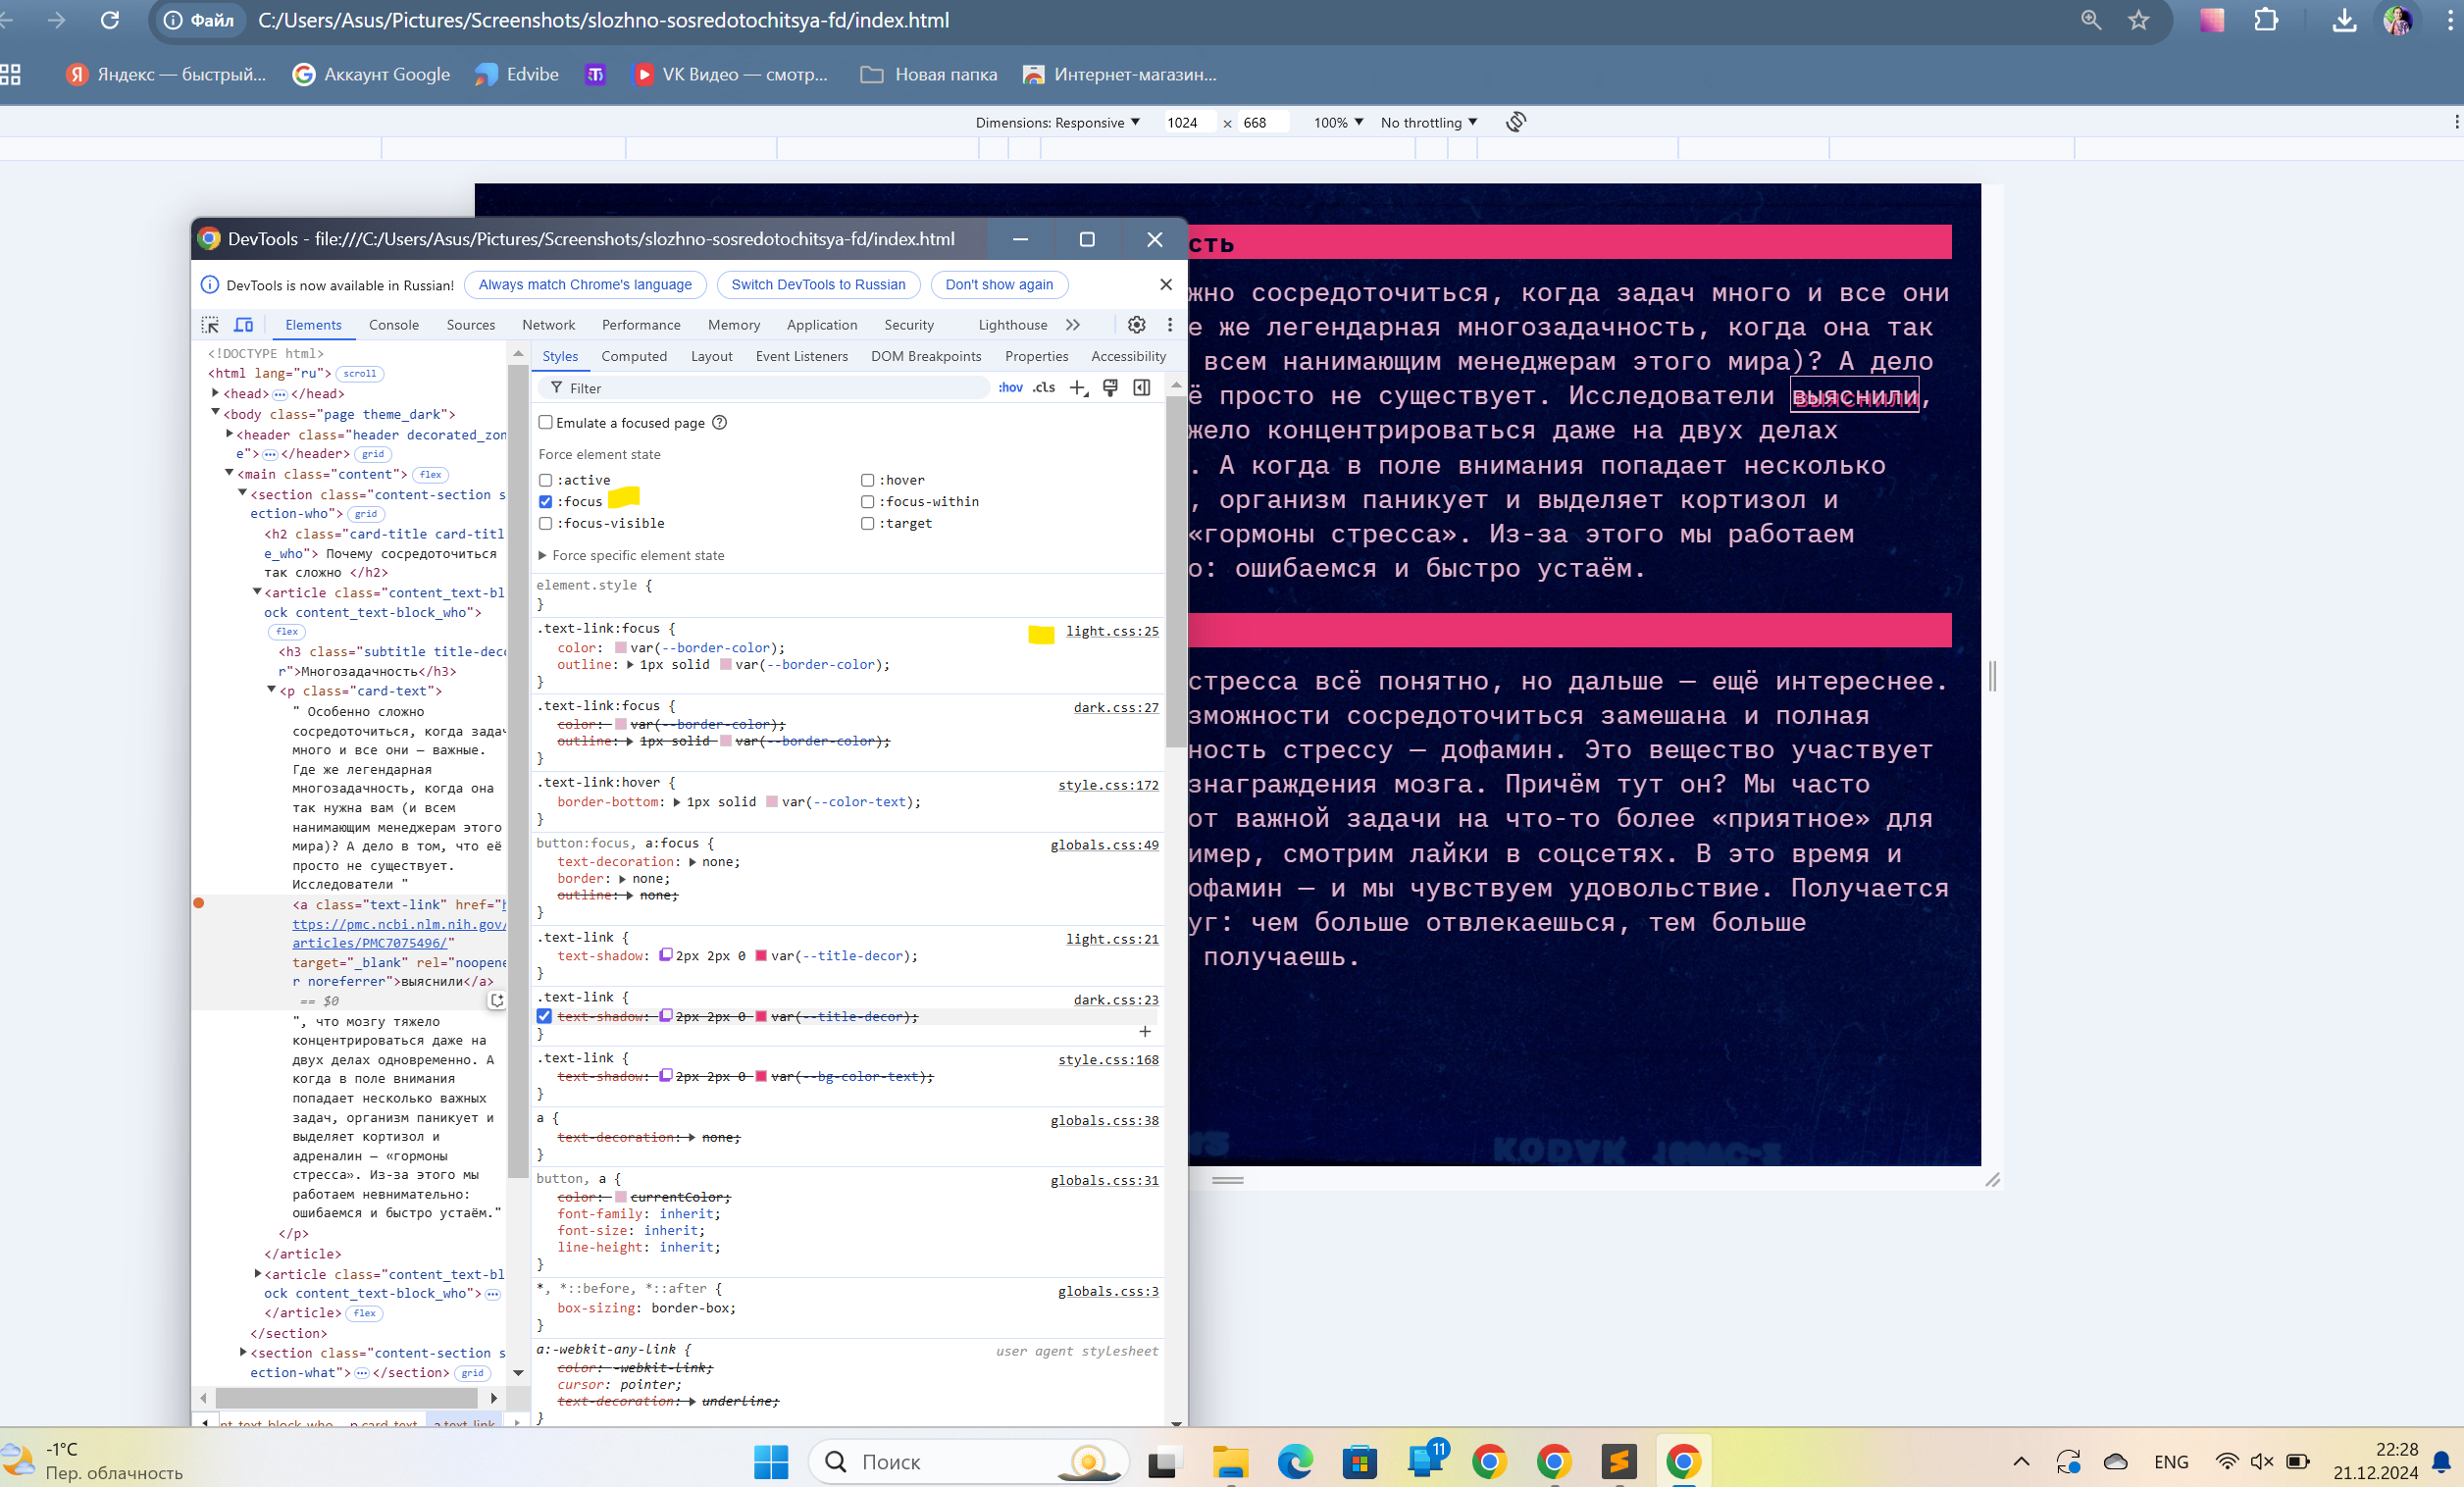 Файл
C:/Users/Asus/Pictures/Screenshots/slozhno-sosredotochitsya-fd/index.html
Яндекс — быстрый...
Аккаунт Google
Edvibe
VK Видео — смотр...
Новая папка
Интернет-магазин...
Dimensions: Responsive
1024 × 668
100%
No throttling
DevTools - file:///C:/Users/Asus/Pictures/Screenshots/slozhno-sosredotochitsya-fd/index.html
DevTools is now available in Russian!
Always match Chrome's language
Switch DevTools to Russian
Don't show again
Elements
Console
Sources
Network
Performance
Memory
Application
Security
Lighthouse
<!DOCTYPE html>
<html lang="ru"> scroll
<head> ... </head>
<body class="page theme_dark">
<header class="header decorated_zon
e"> ... </header> grid
<main class="content"> flex
<section class="content-section s
ection-who"> grid
<h2 class="card-title card-titl
e_who"> Почему сосредоточиться
так сложно </h2>
<article class="content_text-bl
ock content_text-block_who">
flex
<h3 class="subtitle title-deco
r">Многозадачность</h3>
<p class="card-text">
" Особенно сложно
сосредоточиться, когда задач
много и все они — важные.
Где же легендарная
многозадачность, когда она
так нужна вам (и всем
нанимающим менеджерам этого
мира)? А дело в том, что её
просто не существует.
Исследователи "
<a class="text-link" href="h
ttps://pmc.ncbi.nlm.nih.gov/
articles/PMC7075496/"
target="_blank" rel="noopene
r noreferrer">выяснили</a>
== $0
", что мозгу тяжело
концентрироваться даже на
двух делах одновременно. А
когда в поле внимания
попадает несколько важных
задач, организм паникует и
выделяет кортизол и
адреналин — «гормоны
стресса». Из-за этого мы
работаем невнимательно:
ошибаемся и быстро устаём."
</p>
</article>
<article class="content_text-bl
ock content_text-block_who"> ...
</article> flex
</section>
<section class="content-section s
ection-what"> ... </section> grid
nt_text-block_who p.card-text a.text-link
Styles
Computed
Layout
Event Listeners
DOM Breakpoints
Properties
Accessibility
Filter
:hov .cls
Emulate a focused page
Force element state
:active
:hover
:focus
:focus-within
:focus-visible
:target
Force specific element state
element.style {
}
.text-link:focus { light.css:25
color: var(--border-color);
outline: 1px solid var(--border-color);
}
.text-link:focus { dark.css:27
color: var(--border-color);
outline: 1px solid var(--border-color);
}
.text-link:hover { style.css:172
border-bottom: 1px solid var(--color-text);
}
button:focus, a:focus { globals.css:49
text-decoration: none;
border: none;
outline: none;
}
.text-link { light.css:21
text-shadow: 2px 2px 0 var(--title-decor);
}
.text-link { dark.css:23
text-shadow: 2px 2px 0 var(--title-decor);
}
.text-link { style.css:168
text-shadow: 2px 2px 0 var(--bg-color-text);
}
a { globals.css:38
text-decoration: none;
}
button, a { globals.css:31
color: currentColor;
font-family: inherit;
font-size: inherit;
line-height: inherit;
}
*, *::before, *::after { globals.css:3
box-sizing: border-box;
}
a:-webkit-any-link { user agent stylesheet
color: -webkit-link;
cursor: pointer;
text-decoration: underline;
}
сть
жно сосредоточиться, когда задач много и все они
е же легендарная многозадачность, когда она так
всем нанимающим менеджерам этого мира)? А дело
ё просто не существует. Исследователи выяснили,
жело концентрироваться даже на двух делах
. А когда в поле внимания попадает несколько
, организм паникует и выделяет кортизол и
«гормоны стресса». Из-за этого мы работаем
о: ошибаемся и быстро устаём.
стресса всё понятно, но дальше — ещё интереснее.
зможности сосредоточиться замешана и полная
ность стрессу — дофамин. Это вещество участвует
знаграждения мозга. Причём тут он? Мы часто
от важной задачи на что-то более «приятное» для
имер, смотрим лайки в соцсетях. В это время и
офамин — и мы чувствуем удовольствие. Получается
уг: чем больше отвлекаешься, тем больше
получаешь.
-1°C
Пер. облачность
Поиск
11
ENG
22:28
21.12.2024